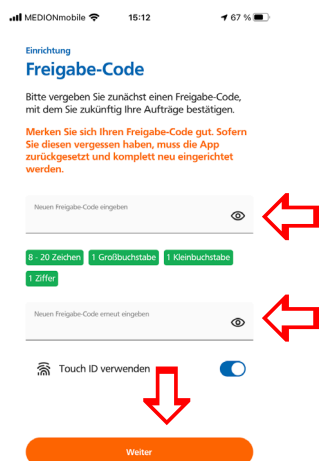 MEDIONmobile 15:12 67 %
Einrichtung
Freigabe-Code
Bitte vergeben Sie zunächst einen Freigabe-Code,
mit dem Sie zukünftig Ihre Aufträge bestätigen.
Merken Sie sich Ihren Freigabe-Code gut. Sofern
Sie diesen vergessen haben, muss die App
zurückgesetzt und komplett neu eingerichtet
werden.
Neuen Freigabe-Code eingeben
8 - 20 Zeichen 1 Großbuchstabe 1 Kleinbuchstabe
1 Ziffer
Neuen Freigabe-Code erneut eingeben
Touch ID verwenden
Weiter